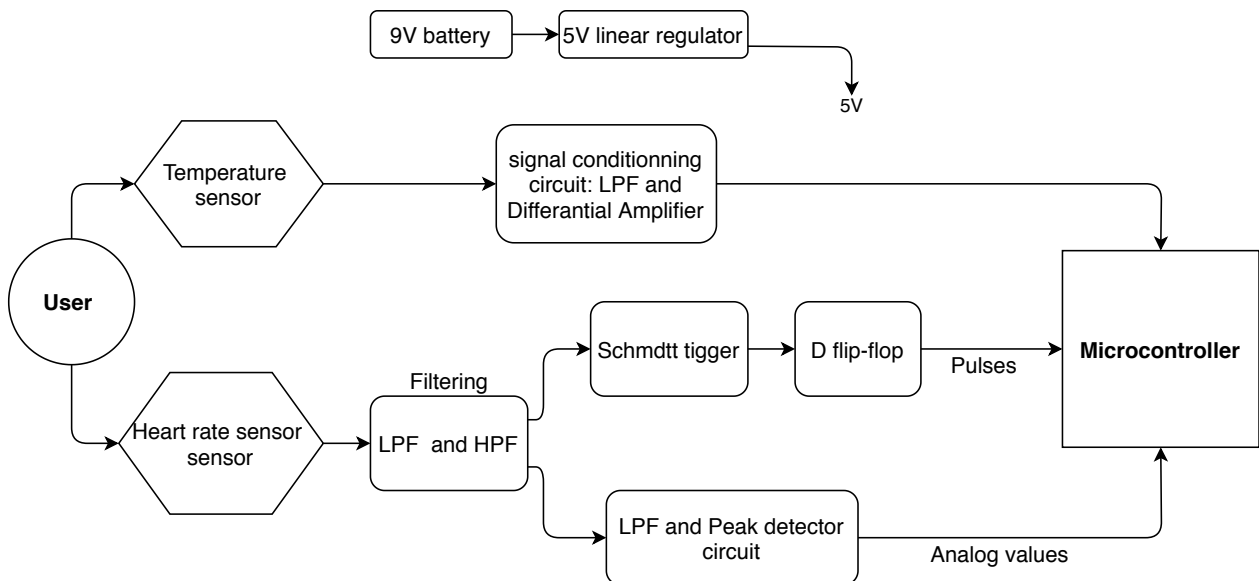 9V battery
5V linear regulator
5V
Temperature
sensor
signal conditionning
circuit: LPF and
Differantial Amplifier
User
Schmdtt tigger
D flip-flop
Pulses
Microcontroller
Filtering
Heart rate sensor
sensor
LPF and HPF
LPF and Peak detector
circuit
Analog values